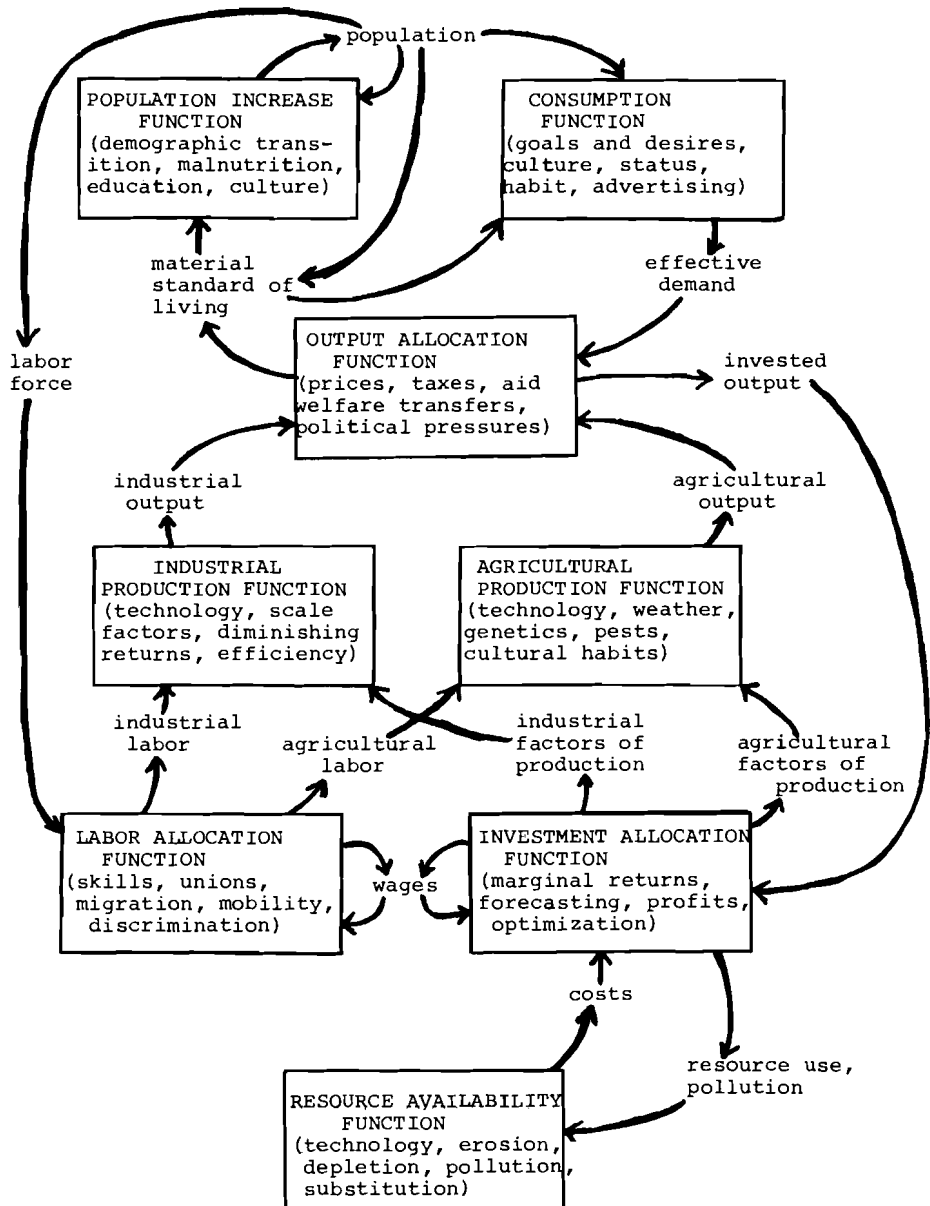 population
POPULATION INCREASE
FUNCTION
(demographic trans-
ition, malnutrition,
education, culture)
CONSUMPTION
FUNCTION
(goals and desires,
culture, status,
habit, advertising)
material
standard of
living
effective
demand
labor
force
OUTPUT ALLOCATION
FUNCTION
(prices, taxes, aid
welfare transfers,
political pressures)
invested
output
industrial
output
agricultural
output
INDUSTRIAL
PRODUCTION FUNCTION
(technology, scale
factors, diminishing
returns, efficiency)
AGRICULTURAL
PRODUCTION FUNCTION
(technology, weather,
genetics, pests,
cultural habits)
industrial
labor
agricultural
labor
industrial
factors of
production
agricultural
factors of
production
LABOR ALLOCATION
FUNCTION
(skills, unions,
migration, mobility,
discrimination)
wages
INVESTMENT ALLOCATION
FUNCTION
(marginal returns,
forecasting, profits,
optimization)
costs
resource use,
pollution
RESOURCE AVAILABILITY
FUNCTION
(technology, erosion,
depletion, pollution,
substitution)